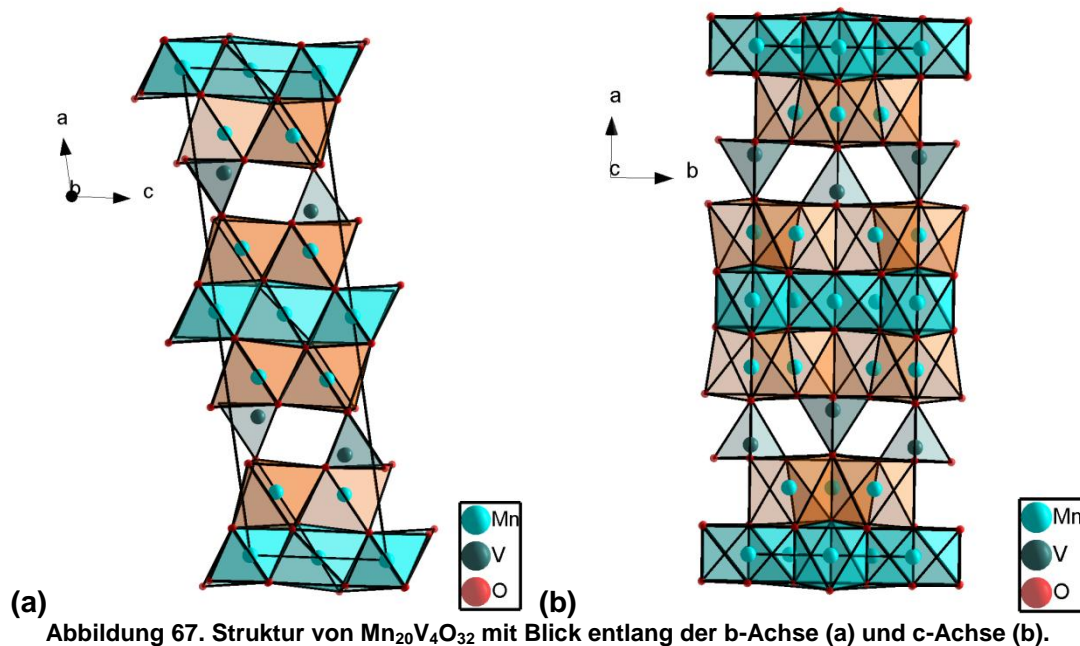 a
b
c
Mn
V
O
(a)
a
c
b
Mn
V
O
(b)
Abbildung 67. Struktur von Mn20V4O32 mit Blick entlang der b-Achse (a) und c-Achse (b).